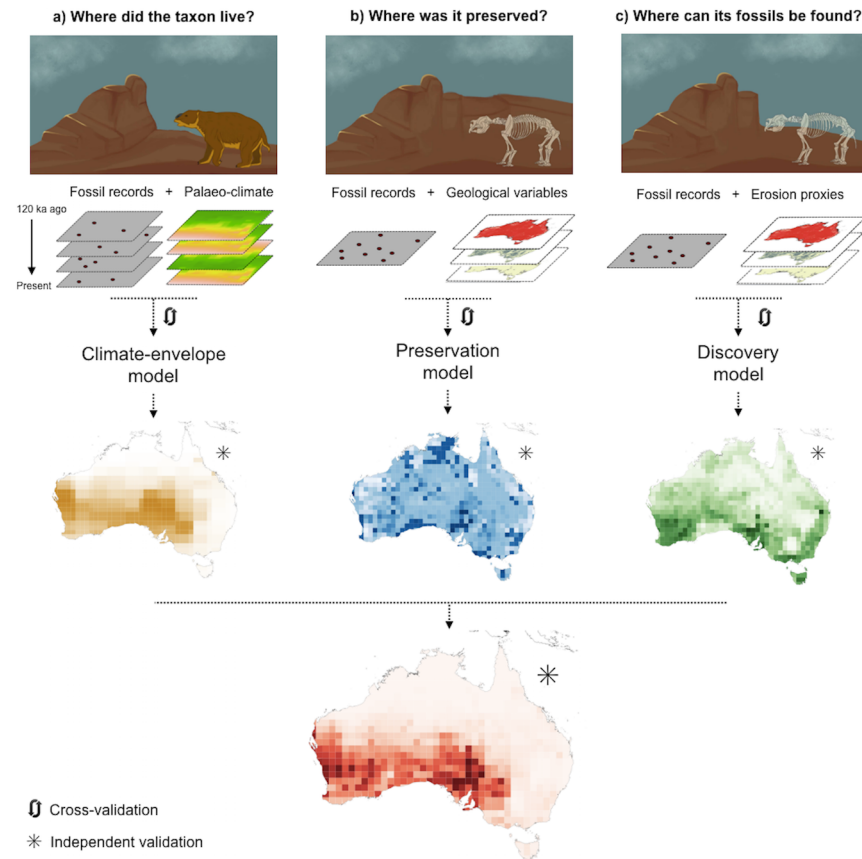 a) Where did the taxon live?
b) Where was it preserved?
c) Where can its fossils be found?
Fossil records + Palaeo-climate
Fossil records + Geological variables
Fossil records + Erosion proxies
120 ka ago
Present
Climate-envelope
model
Preservation
model
Discovery
model
Cross-validation
Independent validation